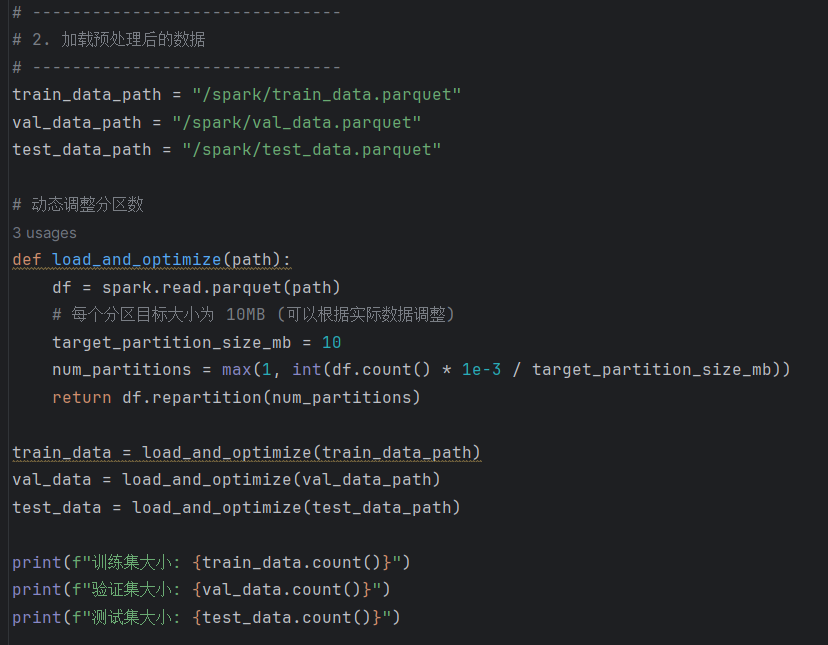 # -------------------------------
# 2. 加载预处理后的数据
# -------------------------------
train_data_path = "/spark/train_data.parquet"
val_data_path = "/spark/val_data.parquet"
test_data_path = "/spark/test_data.parquet"
# 动态调整分区数
3 usages
def load_and_optimize(path):
    df = spark.read.parquet(path)
    # 每个分区目标大小为 10MB (可以根据实际数据调整)
    target_partition_size_mb = 10
    num_partitions = max(1, int(df.count() * 1e-3 / target_partition_size_mb))
    return df.repartition(num_partitions)
train_data = load_and_optimize(train_data_path)
val_data = load_and_optimize(val_data_path)
test_data = load_and_optimize(test_data_path)
print(f"训练集大小: {train_data.count()}")
print(f"验证集大小: {val_data.count()}")
print(f"测试集大小: {test_data.count()}")